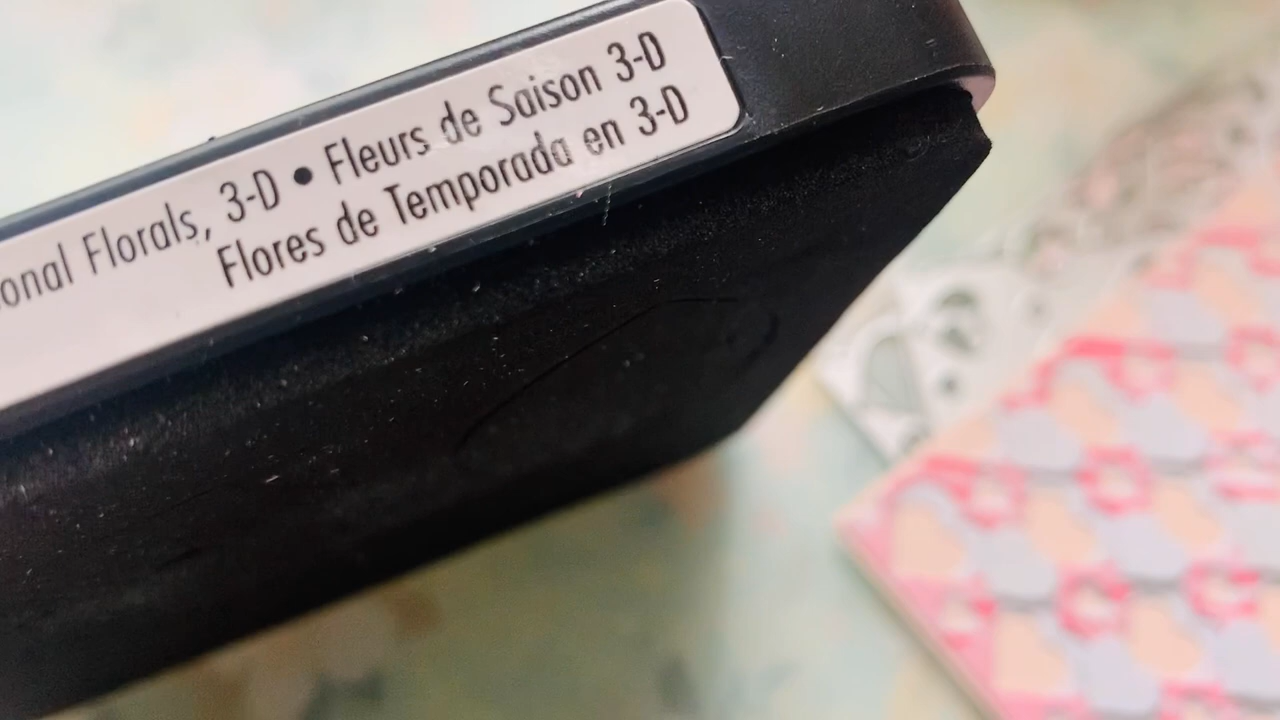 onal Florals, 3-D • Fleurs de Saison 3-D
Flores de Temporada en 3-D